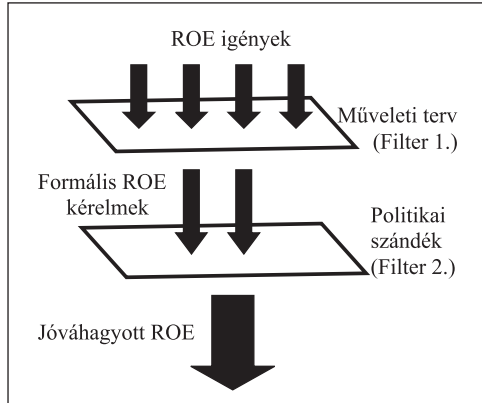 ROE igények
Műveleti terv
(Filter 1.)
Formális ROE
kérelmek
Politikai
szándék
(Filter 2.)
Jóváhagyott ROE